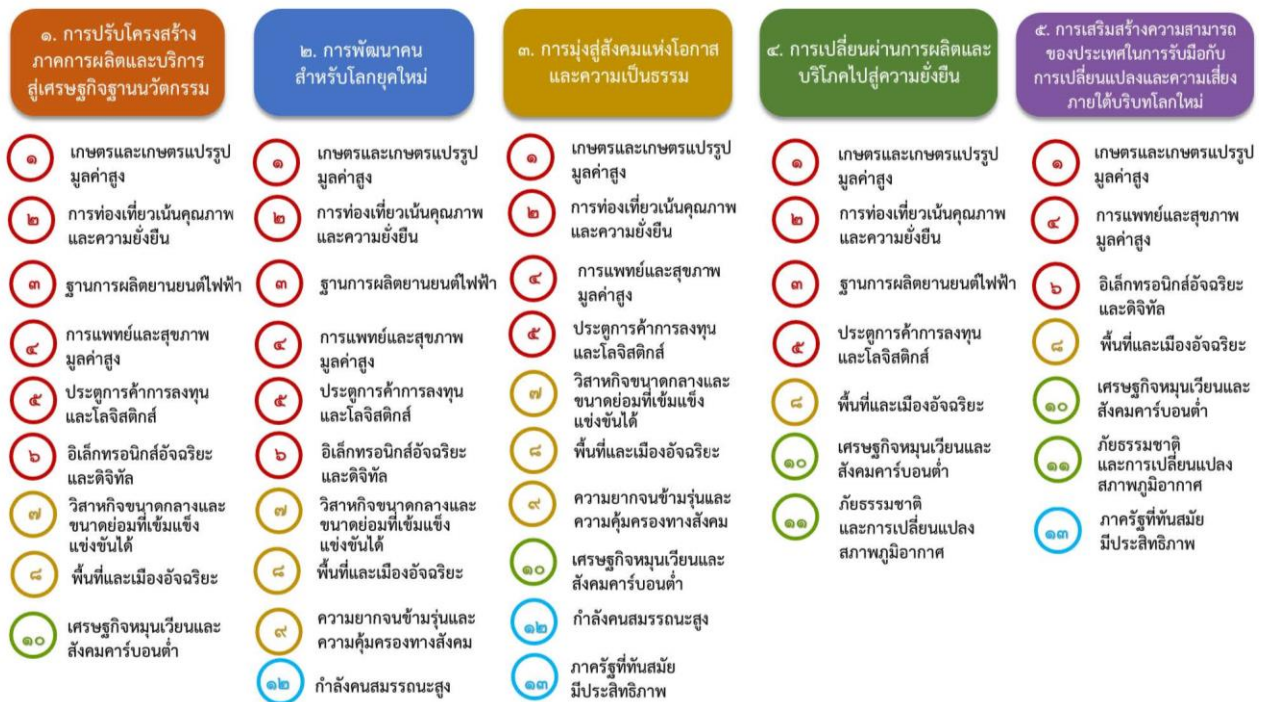 ๑. การปรับโครงสร้าง
ภาคการผลิตและบริการ
สู่เศรษฐกิจฐานนวัตกรรม
๑
เกษตรและเกษตรแปรรูป
มูลค่าสูง
๒
การท่องเที่ยวเน้นคุณภาพ
และความยั่งยืน
๓
ฐานการผลิตยานยนต์ไฟฟ้า
๔
การแพทย์และสุขภาพ
มูลค่าสูง
๕
ประตูการค้าการลงทุน
และโลจิสติกส์
๖
อิเล็กทรอนิกส์อัจฉริยะ
และดิจิทัล
๗
วิสาหกิจขนาดกลางและ
ขนาดย่อมที่เข้มแข็ง
แข่งขันได้
๘
พื้นที่และเมืองอัจฉริยะ
๑๐
เศรษฐกิจหมุนเวียนและ
สังคมคาร์บอนต่ำ
๒. การพัฒนาคน
สำหรับโลกยุคใหม่
๑
เกษตรและเกษตรแปรรูป
มูลค่าสูง
๒
การท่องเที่ยวเน้นคุณภาพ
และความยั่งยืน
๓
ฐานการผลิตยานยนต์ไฟฟ้า
๔
การแพทย์และสุขภาพ
มูลค่าสูง
๕
ประตูการค้าการลงทุน
และโลจิสติกส์
๖
อิเล็กทรอนิกส์อัจฉริยะ
และดิจิทัล
๗
วิสาหกิจขนาดกลางและ
ขนาดย่อมที่เข้มแข็ง
แข่งขันได้
๘
พื้นที่และเมืองอัจฉริยะ
๙
ความยากจนข้ามรุ่นและ
ความคุ้มครองทางสังคม
๑๒
กำลังคนสมรรถนะสูง
๓. การมุ่งสู่สังคมแห่งโอกาส
และความเป็นธรรม
๑
เกษตรและเกษตรแปรรูป
มูลค่าสูง
๒
การท่องเที่ยวเน้นคุณภาพ
และความยั่งยืน
๔
การแพทย์และสุขภาพ
มูลค่าสูง
๕
ประตูการค้าการลงทุน
และโลจิสติกส์
๗
วิสาหกิจขนาดกลางและ
ขนาดย่อมที่เข้มแข็ง
แข่งขันได้
๘
พื้นที่และเมืองอัจฉริยะ
๙
ความยากจนข้ามรุ่นและ
ความคุ้มครองทางสังคม
๑๐
เศรษฐกิจหมุนเวียนและ
สังคมคาร์บอนต่ำ
๑๒
กำลังคนสมรรถนะสูง
๑๓
ภาครัฐที่ทันสมัย
มีประสิทธิภาพ
๔. การเปลี่ยนผ่านการผลิตและ
บริโภคไปสู่ความยั่งยืน
๑
เกษตรและเกษตรแปรรูป
มูลค่าสูง
๒
การท่องเที่ยวเน้นคุณภาพ
และความยั่งยืน
๓
ฐานการผลิตยานยนต์ไฟฟ้า
๕
ประตูการค้าการลงทุน
และโลจิสติกส์
๘
พื้นที่และเมืองอัจฉริยะ
๑๐
เศรษฐกิจหมุนเวียนและ
สังคมคาร์บอนต่ำ
๑๑
ภัยธรรมชาติ
และการเปลี่ยนแปลง
สภาพภูมิอากาศ
๕. การเสริมสร้างความสามารถ
ของประเทศในการรับมือกับ
การเปลี่ยนแปลงและความเสี่ยง
ภายใต้บริบทโลกใหม่
๑
เกษตรและเกษตรแปรรูป
มูลค่าสูง
๔
การแพทย์และสุขภาพ
มูลค่าสูง
๖
อิเล็กทรอนิกส์อัจฉริยะ
และดิจิทัล
๘
พื้นที่และเมืองอัจฉริยะ
๑๐
เศรษฐกิจหมุนเวียนและ
สังคมคาร์บอนต่ำ
๑๑
ภัยธรรมชาติ
และการเปลี่ยนแปลง
สภาพภูมิอากาศ
๑๓
ภาครัฐที่ทันสมัย
มีประสิทธิภาพ